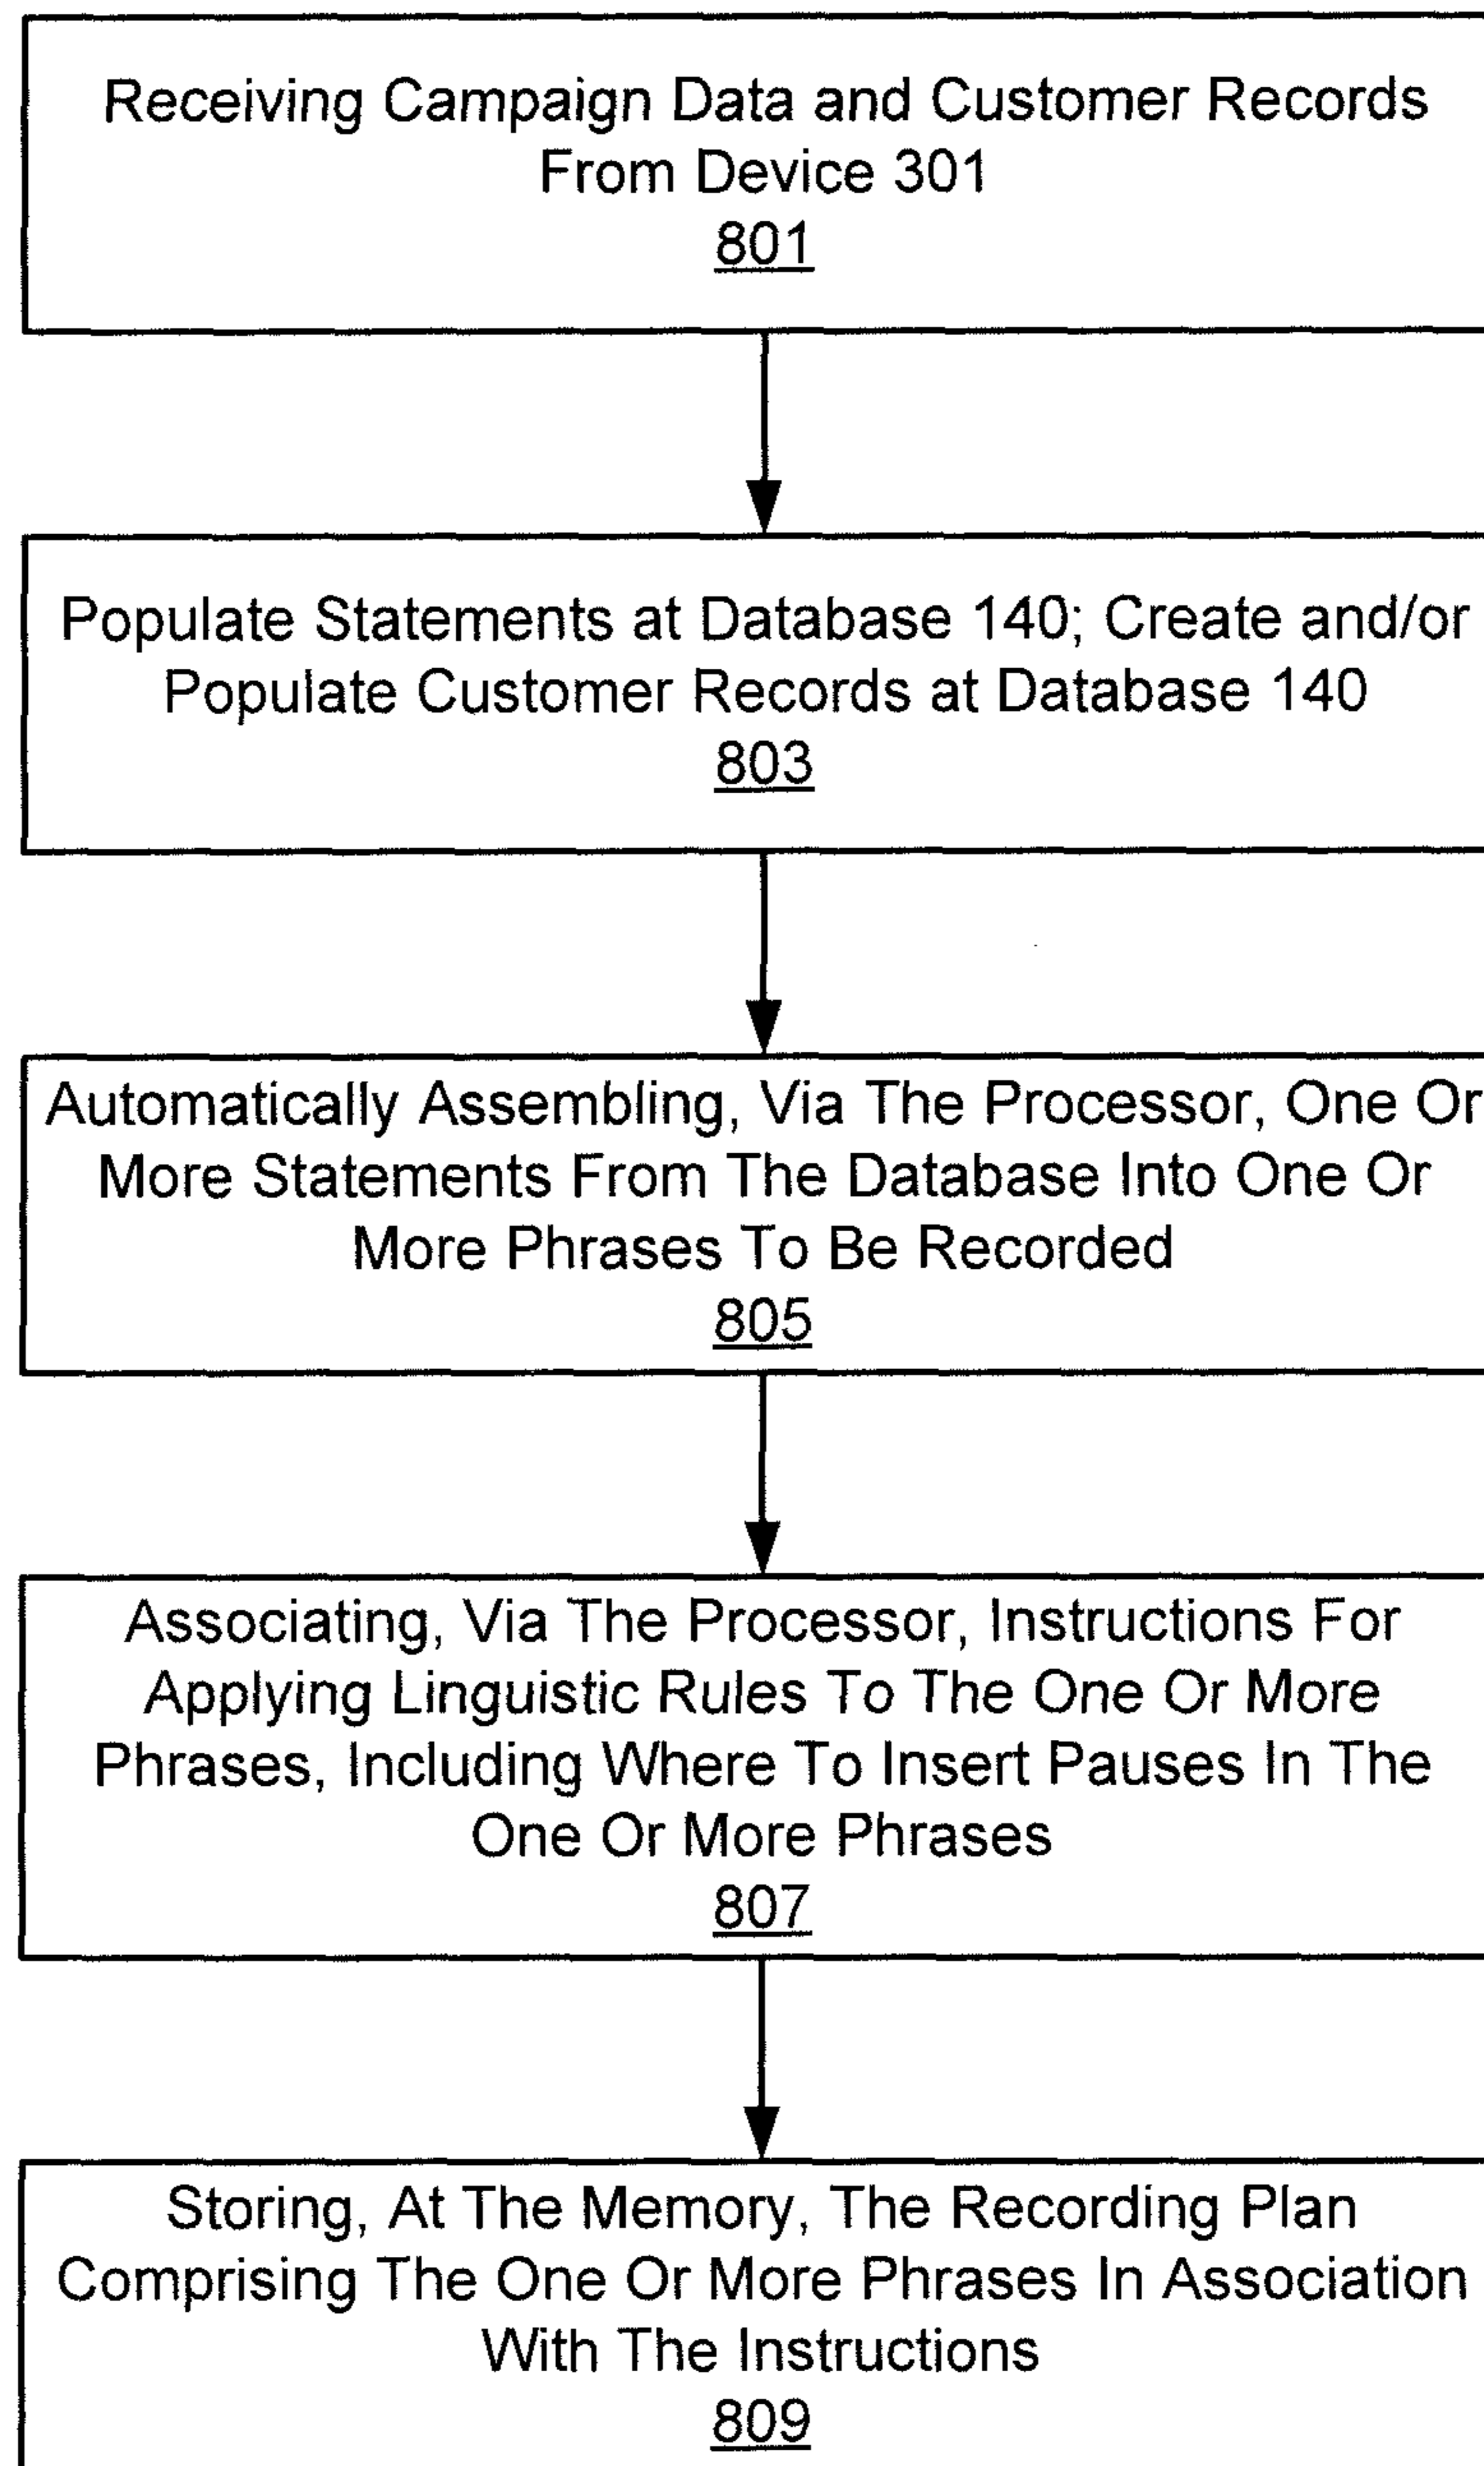 Receiving Campaign Data and Customer Records
From Device 301
801
Populate Statements at Database 140; Create and/or
Populate Customer Records at Database 140
803
Automatically Assembling, Via The Processor, One Or
More Statements From The Database Into One Or
More Phrases To Be Recorded
805
Associating, Via The Processor, Instructions For
Applying Linguistic Rules To The One Or More
Phrases, Including Where To Insert Pauses In The
One Or More Phrases
807
Storing, At The Memory, The Recording Plan
Comprising The One Or More Phrases In Association
With The Instructions
809